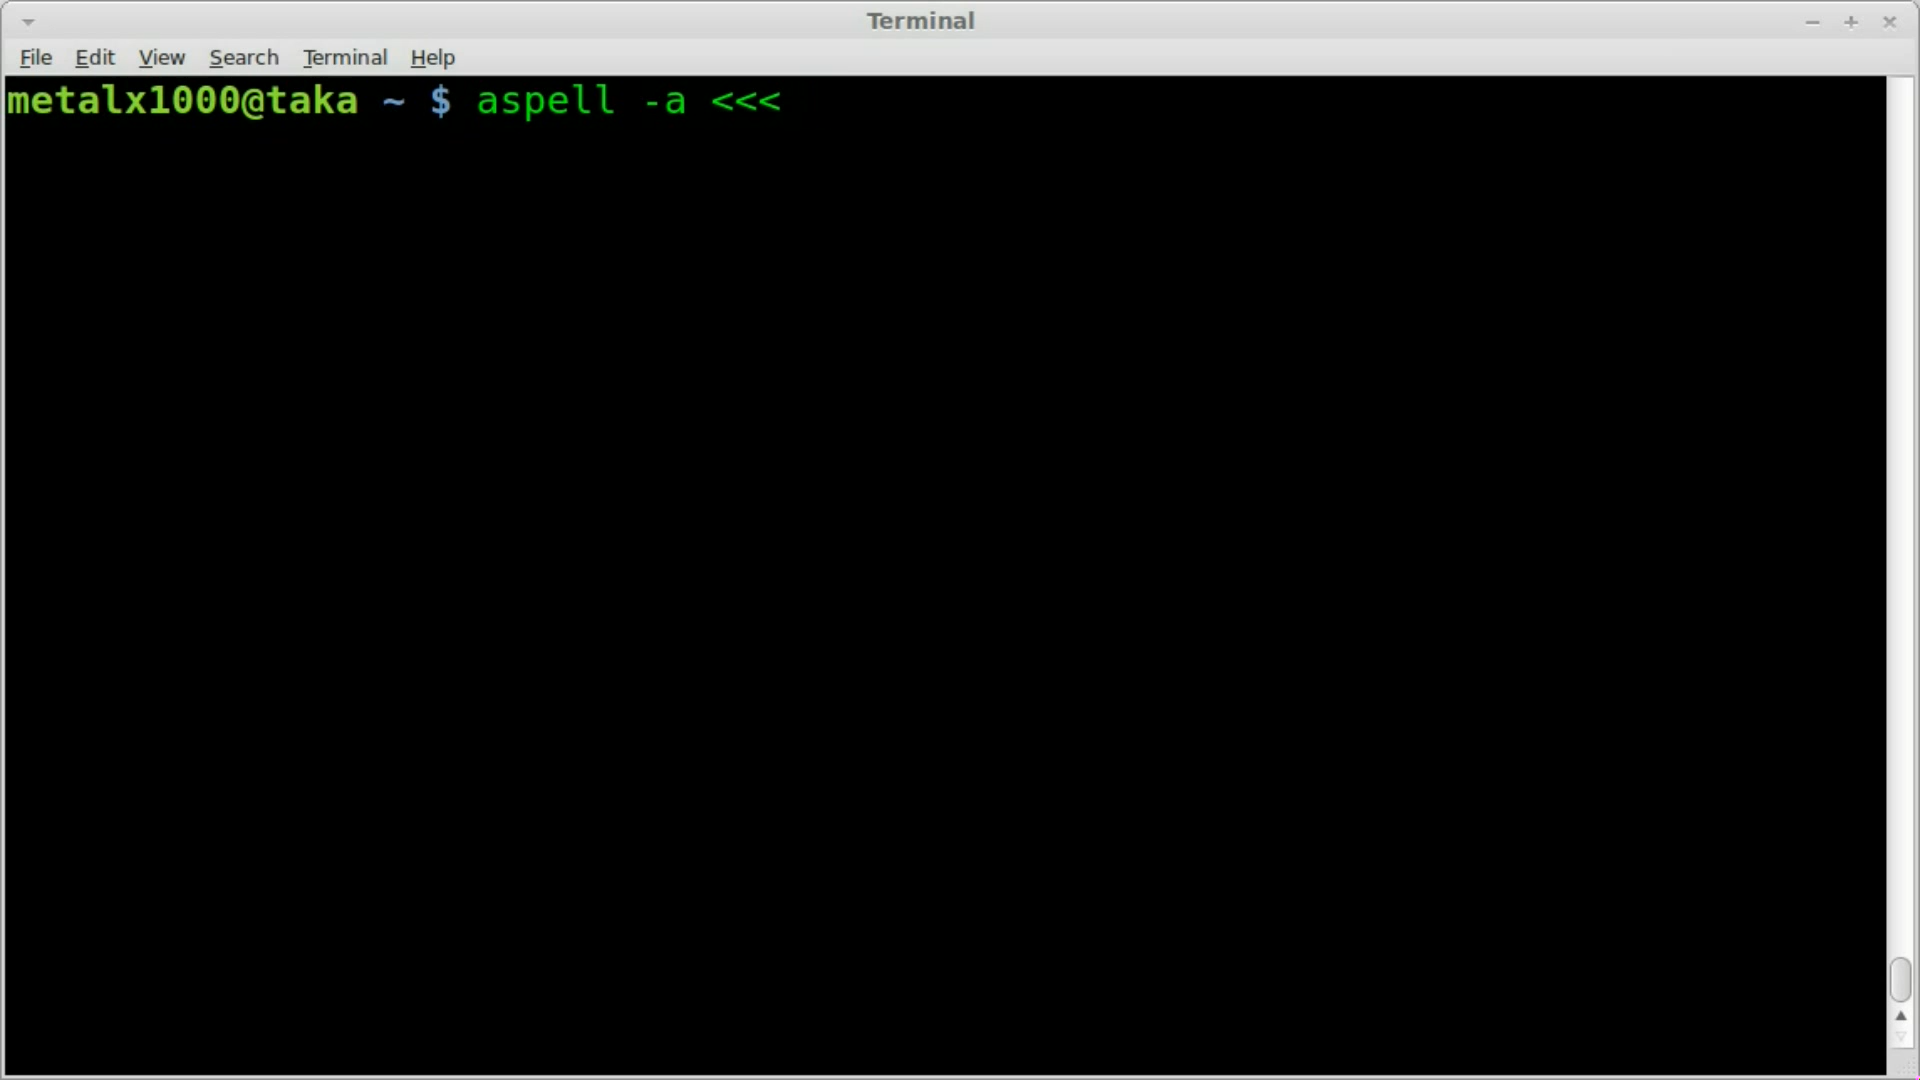 Terminal
File Edit View Search Terminal Help
metalx1000@taka ~ $ aspell -a <<<